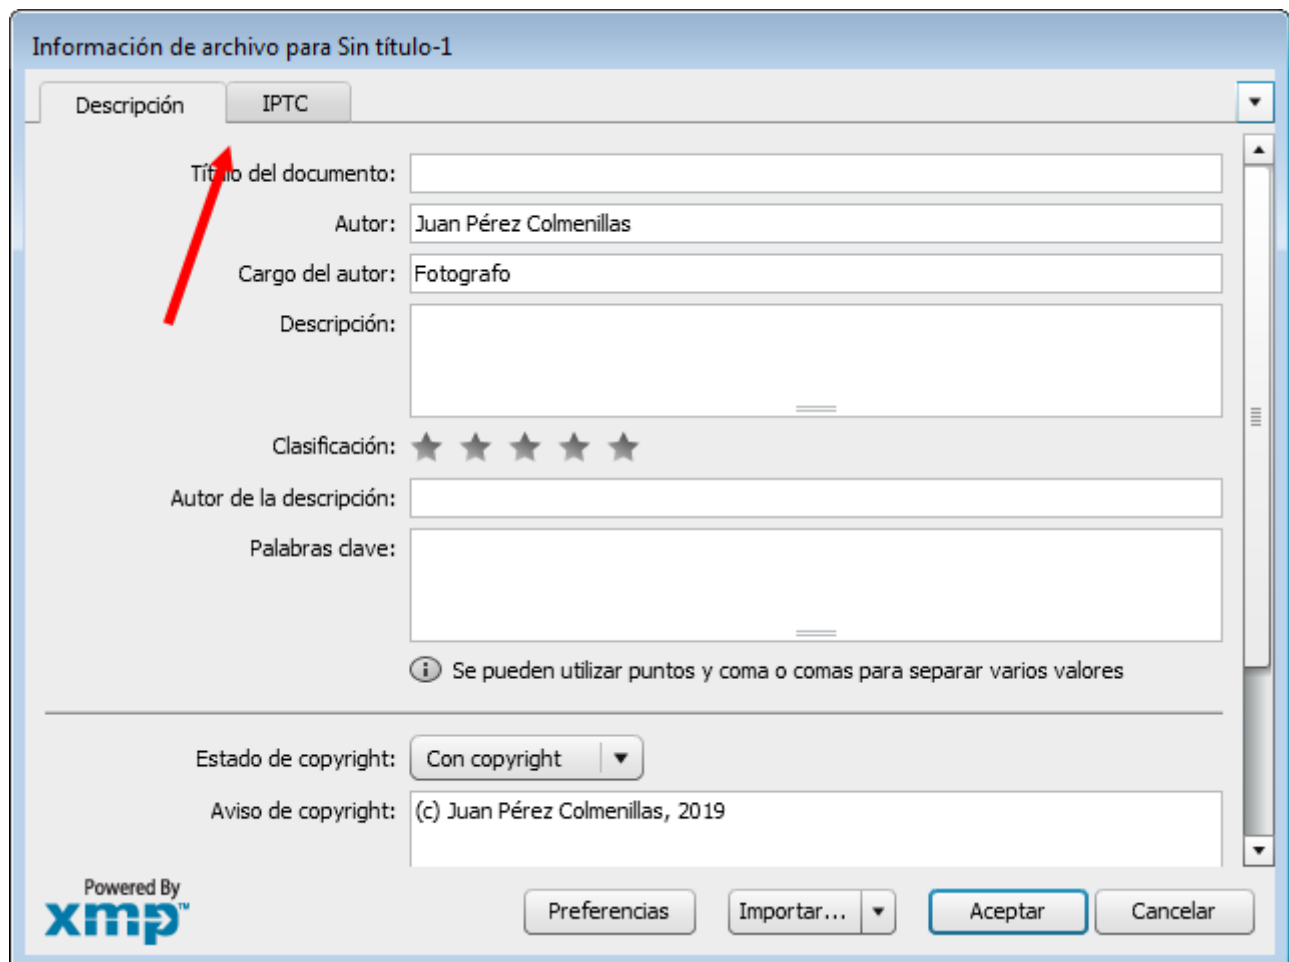 Información de archivo para Sin título-1
Descripción IPTC
Título del documento:
Autor: Juan Pérez Colmenillas
Cargo del autor: Fotografo
Descripción:
Clasificación:
Autor de la descripción:
Palabras clave:
Se pueden utilizar puntos y coma o comas para separar varios valores
Estado de copyright: Con copyright
Aviso de copyright: (c) Juan Pérez Colmenillas, 2019
Powered By
xmp™
Preferencias Importar... Aceptar Cancelar